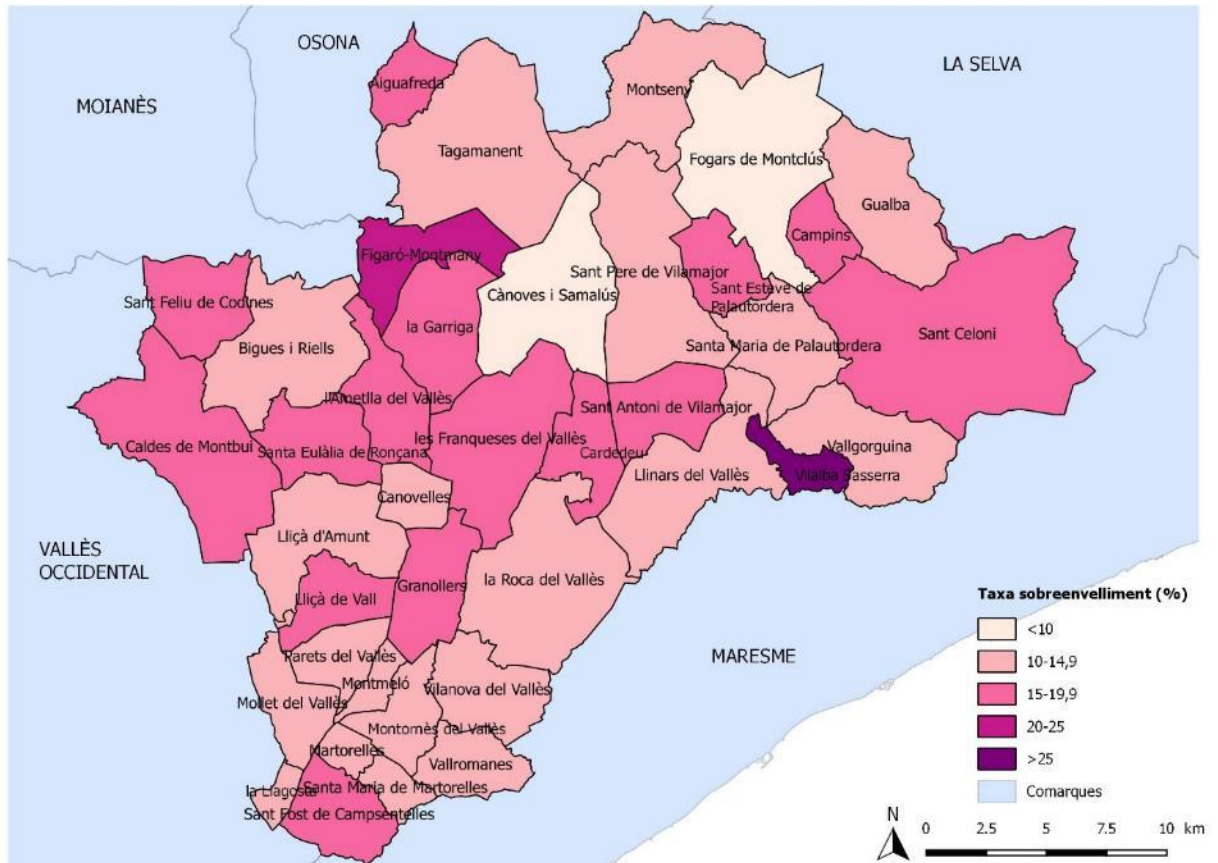 OSONA
LA SELVA
MOIANÈS
Aiguafreda
Montseny
Tagamanent
Fogars de Montclús
Gualba
Campins
Figaró-Montmany
Sant Pere de Vilamajor
Sant Feliu de Codines
Cànoves i Samalús
Sant Esteve de
Palautordera
la Garriga
Sant Celoni
Bigues i Riells
Santa Maria de Palautordera
l'Ametlla del Vallès
Sant Antoni de Vilamajor
les Franqueses del Vallès
Caldes de Montbui
Santa Eulàlia de Ronçana
Cardedeu
Vallgorguina
Llinars del Vallès
Vilalba Sasserra
Canovelles
Lliçà d'Amunt
VALLÈS
OCCIDENTAL
la Roca del Vallès
Granollers
Lliçà de Vall
Parets del Vallès
MARESME
Montmeló
Vilanova del Vallès
Mollet del Vallès
Montornès del Vallès
Martorelles
Vallromanes
la Llagosta
Santa Maria de Martorelles
Sant Fost de Campsentelles
Taxa sobreenvelliment (%)
<10
10-14,9
15-19,9
20-25
>25
Comarques
N
0 2.5 5 7.5 10 km